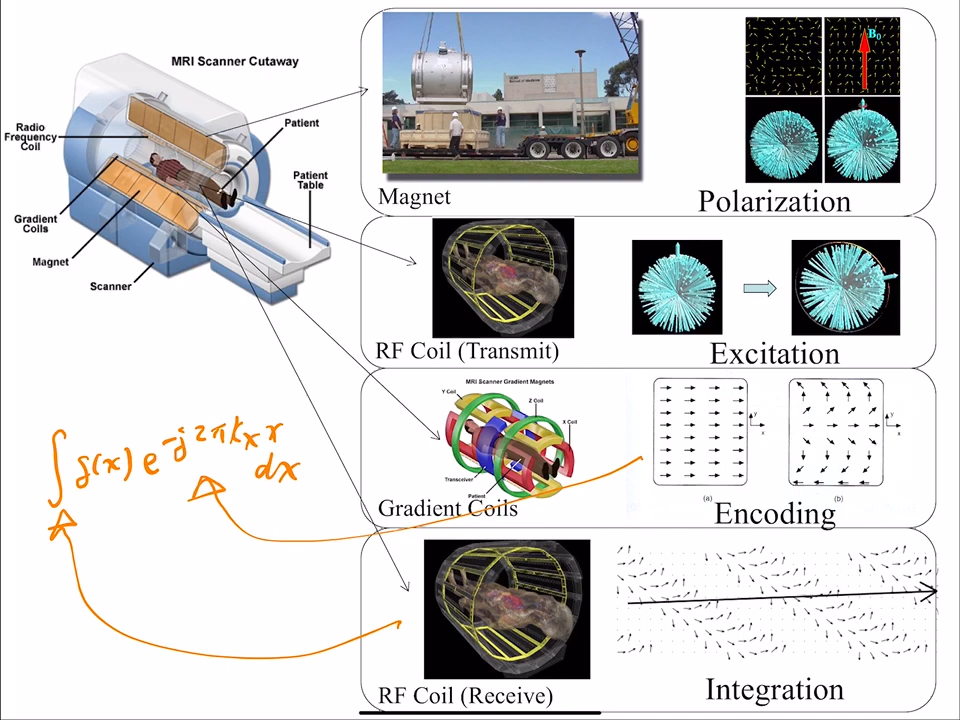 MRI Scanner Cutaway
Radio
Frequency
Coil
Patient
Patient
Table
Gradient
Coils
Magnet
Scanner
Magnet
B₀
Polarization
RF Coil (Transmit)
Excitation
MRI Scanner Gradient Magnets
Y Coil
Z Coil
X Coil
Transceiver
Patient
Gradient Coils
y
x
y
x
(a)
(b)
Encoding
∫ g(x) e^{-j2πkₓx} dx
RF Coil (Receive)
Integration